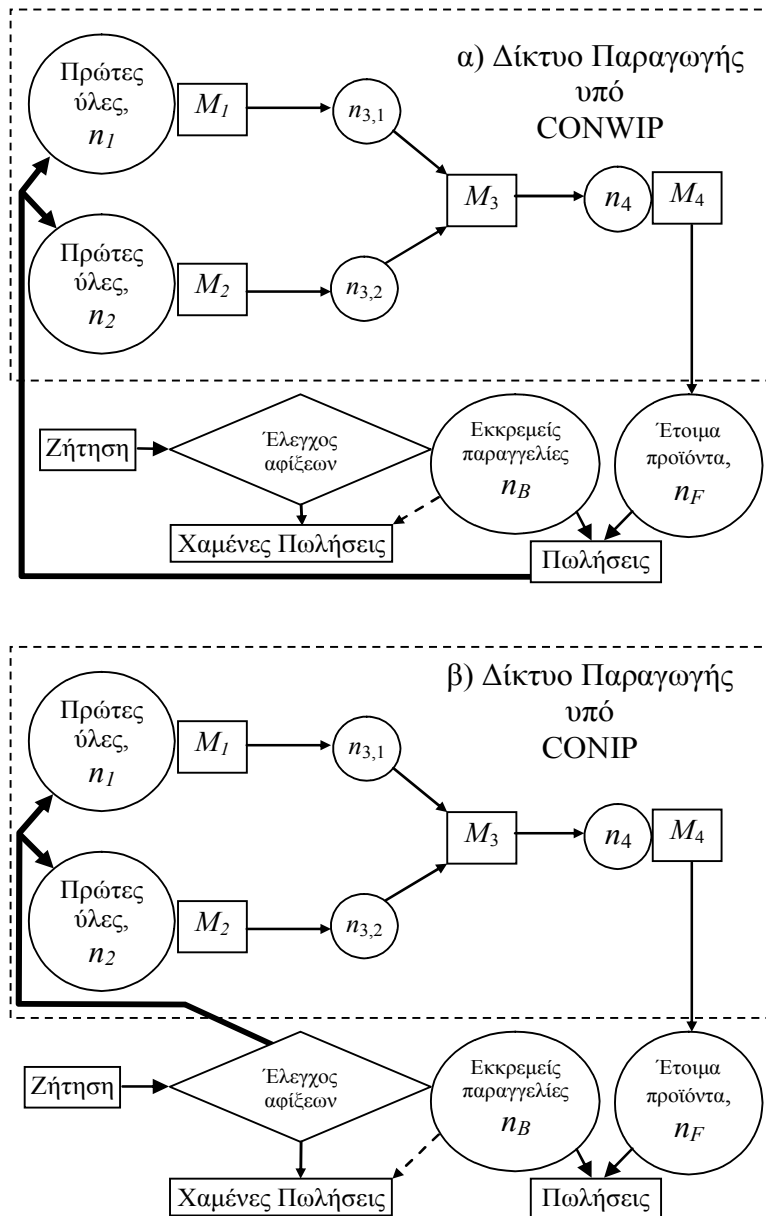 α) Δίκτυο Παραγωγής
υπό
CONWIP
Πρώτες
ύλες,
n1
M1
n3,1
M3
n4
M4
Πρώτες
ύλες,
n2
M2
n3,2
Ζήτηση
Έλεγχος
αφίξεων
Εκκρεμείς
παραγγελίες
nB
Έτοιμα
προϊόντα,
nF
Χαμένες Πωλήσεις
Πωλήσεις
β) Δίκτυο Παραγωγής
υπό
CONIP
Πρώτες
ύλες,
n1
M1
n3,1
M3
n4
M4
Πρώτες
ύλες,
n2
M2
n3,2
Ζήτηση
Έλεγχος
αφίξεων
Εκκρεμείς
παραγγελίες
nB
Έτοιμα
προϊόντα,
nF
Χαμένες Πωλήσεις
Πωλήσεις